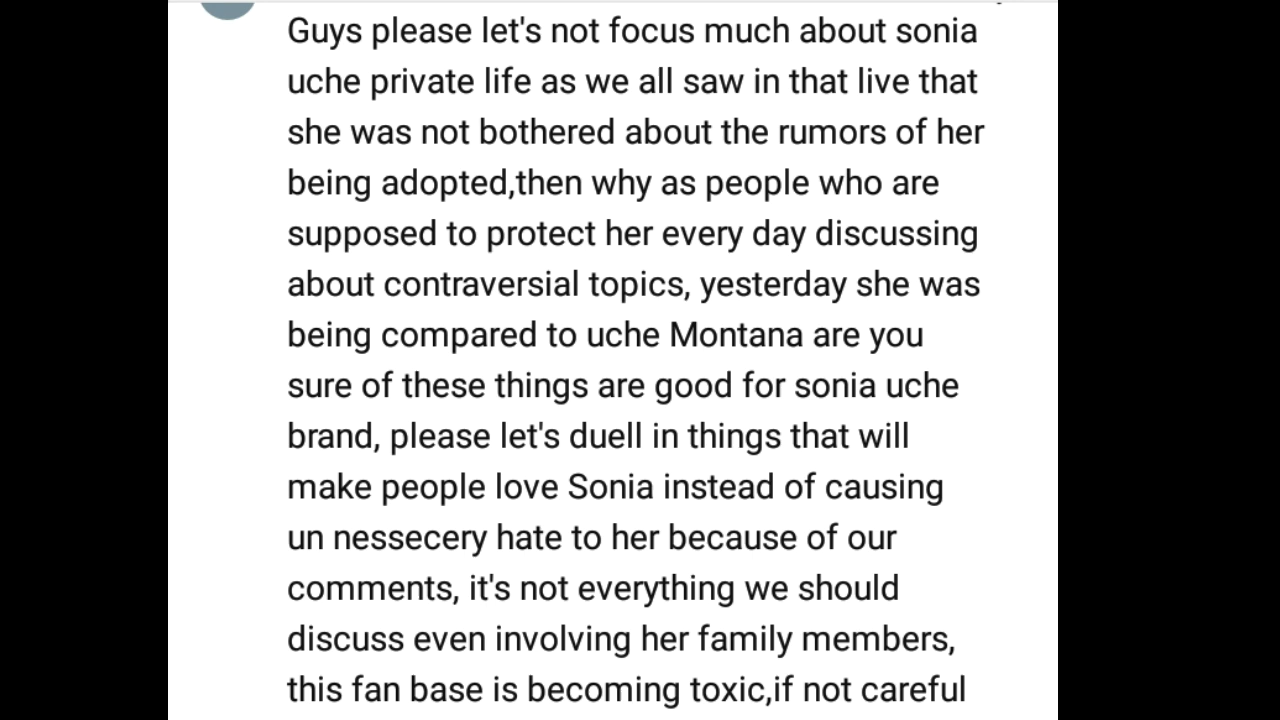 Guys please let's not focus much about sonia
uche private life as we all saw in that live that
she was not bothered about the rumors of her
being adopted,then why as people who are
supposed to protect her every day discussing
about contraversial topics, yesterday she was
being compared to uche Montana are you
sure of these things are good for sonia uche
brand, please let's duell in things that will
make people love Sonia instead of causing
un nessecery hate to her because of our
comments, it's not everything we should
discuss even involving her family members,
this fan base is becoming toxic,if not careful